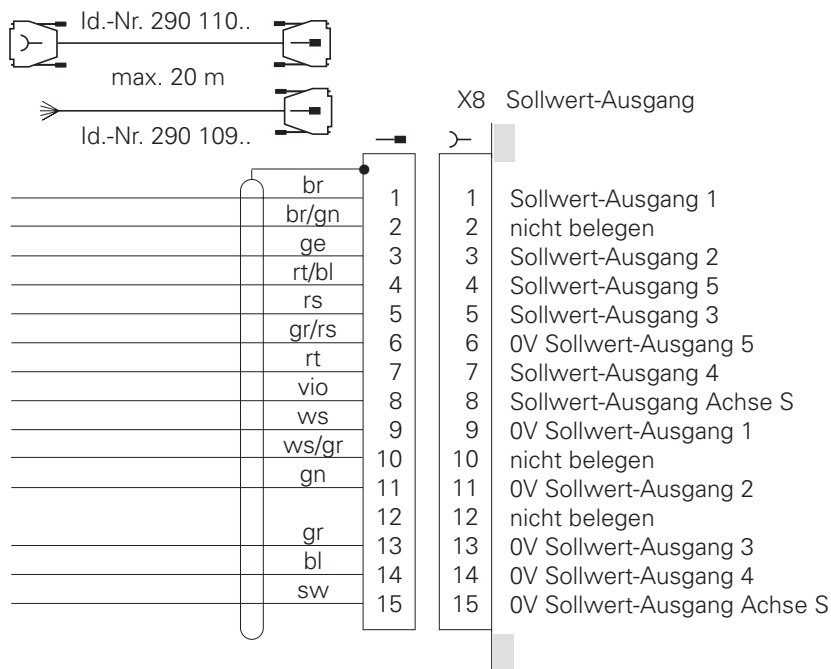 Id.-Nr. 290 110..
max. 20 m
Id.-Nr. 290 109..
X8 Sollwert-Ausgang
br 1 1 Sollwert-Ausgang 1
br/gn 2 2 nicht belegen
ge 3 3 Sollwert-Ausgang 2
rt/bl 4 4 Sollwert-Ausgang 5
rs 5 5 Sollwert-Ausgang 3
gr/rs 6 6 0V Sollwert-Ausgang 5
rt 7 7 Sollwert-Ausgang 4
vio 8 8 Sollwert-Ausgang Achse S
ws 9 9 0V Sollwert-Ausgang 1
ws/gr 10 10 nicht belegen
gn 11 11 0V Sollwert-Ausgang 2
12 12 nicht belegen
gr 13 13 0V Sollwert-Ausgang 3
bl 14 14 0V Sollwert-Ausgang 4
sw 15 15 0V Sollwert-Ausgang Achse S